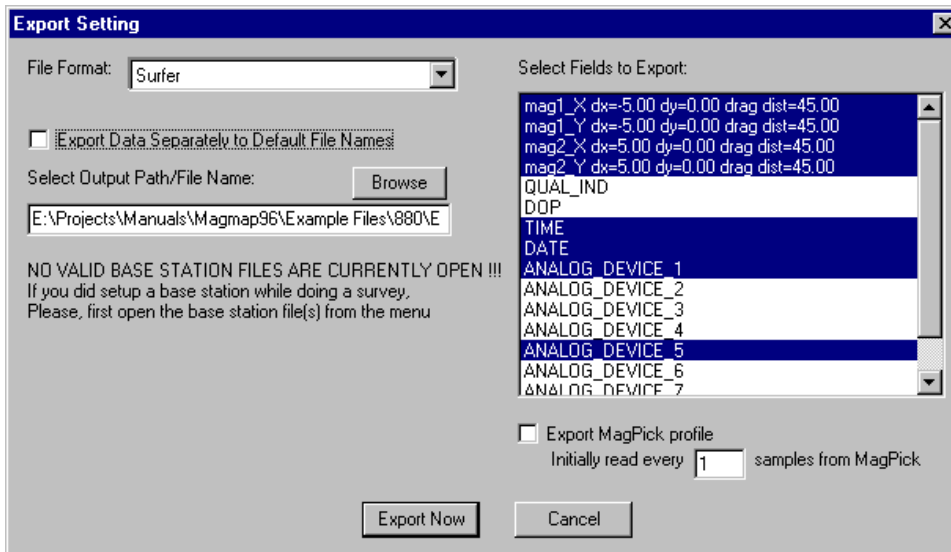 Export Setting
File Format:
Surfer
Export Data Separately to Default File Names
Select Output Path/File Name:
Browse
E:\Projects\Manuals\Magmap96\Example Files\880\E
NO VALID BASE STATION FILES ARE CURRENTLY OPEN !!!
If you did setup a base station while doing a survey,
Please, first open the base station file(s) from the menu
Select Fields to Export:
mag1_X dx=-5.00 dy=0.00 drag dist=45.00
mag1_Y dx=-5.00 dy=0.00 drag dist=45.00
mag2_X dx=5.00 dy=0.00 drag dist=45.00
mag2_Y dx=5.00 dy=0.00 drag dist=45.00
QUAL_IND
DOP
TIME
DATE
ANALOG_DEVICE_1
ANALOG_DEVICE_2
ANALOG_DEVICE_3
ANALOG_DEVICE_4
ANALOG_DEVICE_5
ANALOG_DEVICE_6
ANALOG_DEVICE_7
Export MagPick profile
Initially read every 1 samples from MagPick
Export Now
Cancel